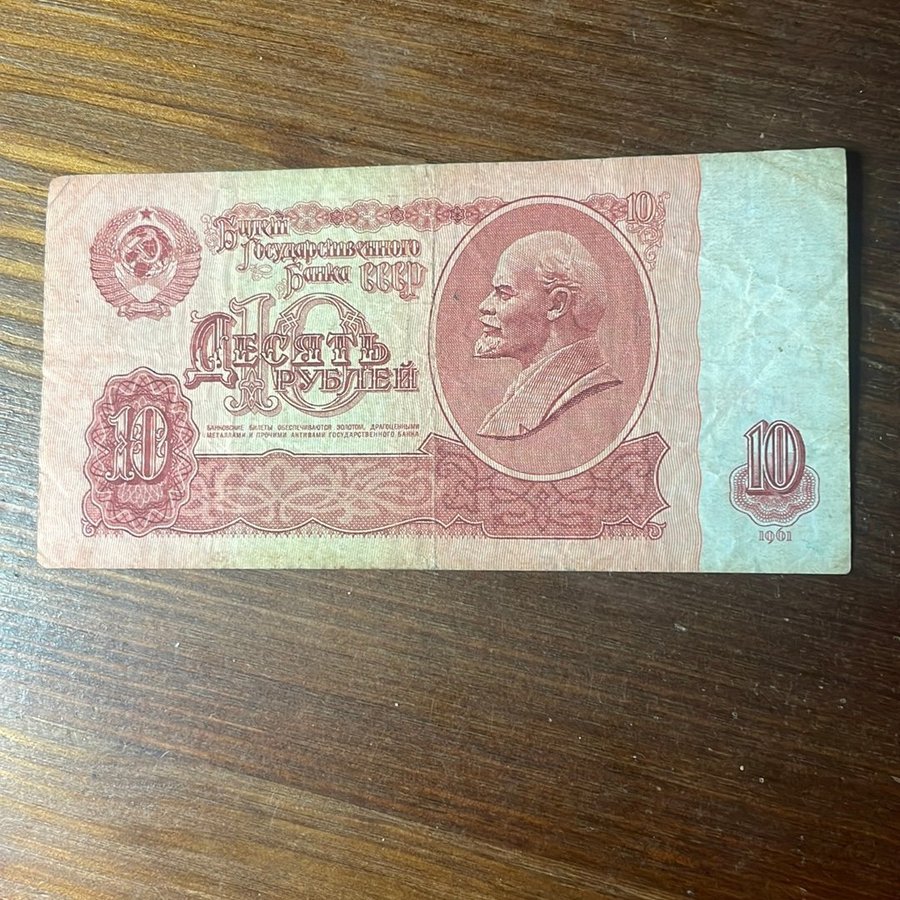 Билет
Государственного
Банка СССР
10
10
Десять
рублей
БАНКОВСКИЕ БИЛЕТЫ ОБЕСПЕЧИВАЮТСЯ ЗОЛОТОМ, ДРАГОЦЕННЫМИ
МЕТАЛЛАМИ И ПРОЧИМИ АКТИВАМИ ГОСУДАРСТВЕННОГО БАНКА
10
10
1961